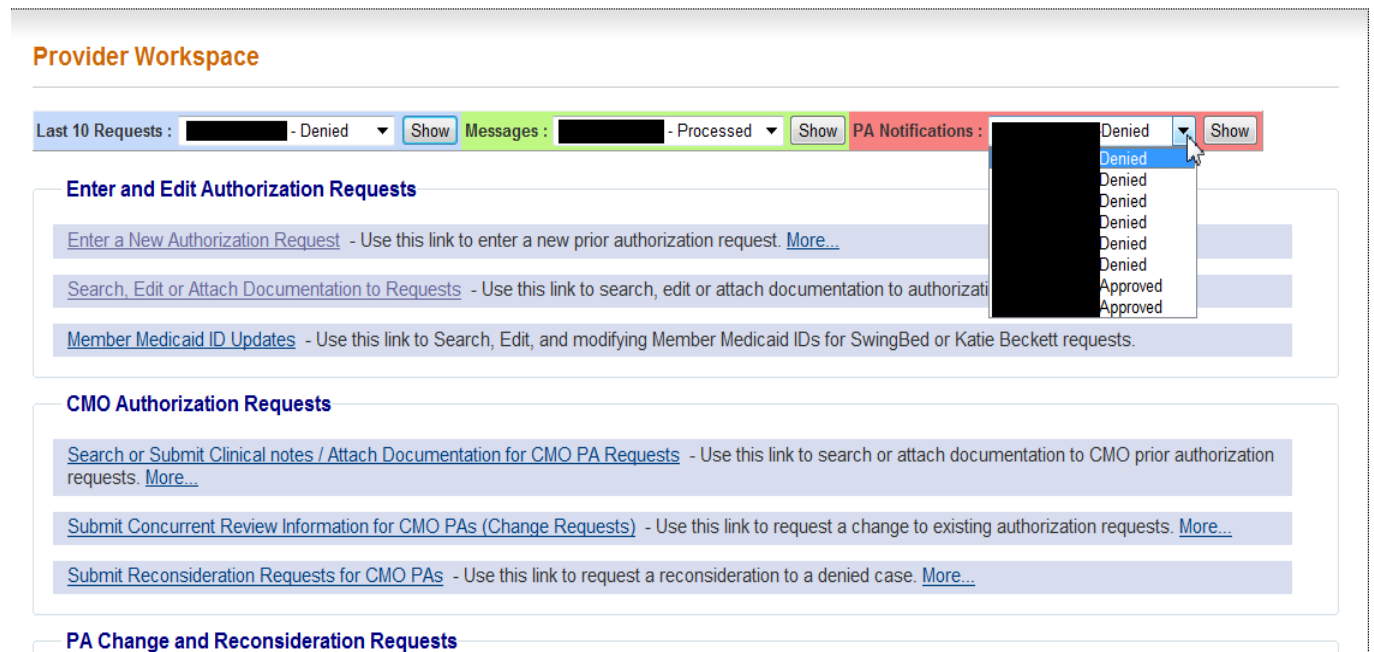 Provider Workspace
Last 10 Requests : - Denied Show Messages : - Processed Show PA Notifications : -Denied Show
Denied
Denied
Denied
Denied
Denied
Denied
Approved
Approved
Enter and Edit Authorization Requests
Enter a New Authorization Request - Use this link to enter a new prior authorization request. More...
Search, Edit or Attach Documentation to Requests - Use this link to search, edit or attach documentation to
Member Medicaid ID Updates - Use this link to Search, Edit, and modifying Member Medicaid IDs for SwingBed or Katie Beckett requests.
CMO Authorization Requests
Search or Submit Clinical notes / Attach Documentation for CMO PA Requests - Use this link to search or attach documentation to CMO prior authorization
requests. More...
Submit Concurrent Review Information for CMO PAs (Change Requests) - Use this link to request a change to existing authorization requests. More...
Submit Reconsideration Requests for CMO PAs - Use this link to request a reconsideration to a denied case. More...
PA Change and Reconsideration Requests